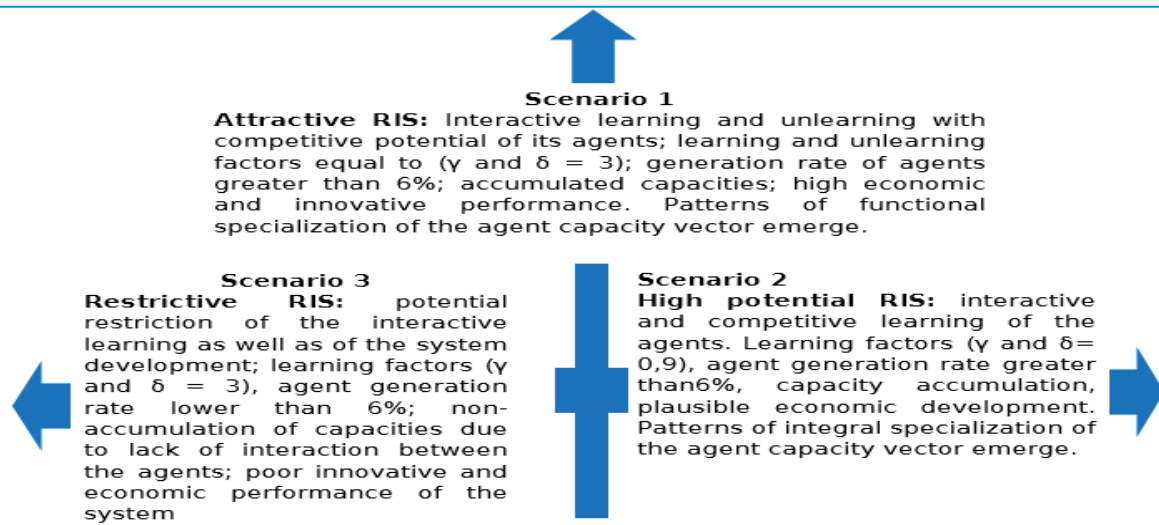 Scenario 1
Attractive RIS: Interactive learning and unlearning with
competitive potential of its agents; learning and unlearning
factors equal to (γ and δ = 3); generation rate of agents
greater than 6%; accumulated capacities; high economic
and innovative performance. Patterns of functional
specialization of the agent capacity vector emerge.
Scenario 3
Restrictive RIS: potential
restriction of the interactive
learning as well as of the system
development; learning factors (γ
and δ = 3), agent generation
rate lower than 6%; non-
accumulation of capacities due
to lack of interaction between
the agents; poor innovative and
economic performance of the
system
Scenario 2
High potential RIS: interactive
and competitive learning of the
agents. Learning factors (γ and δ=
0,9), agent generation rate greater
than6%, capacity accumulation,
plausible economic development.
Patterns of integral specialization of
the agent capacity vector emerge.